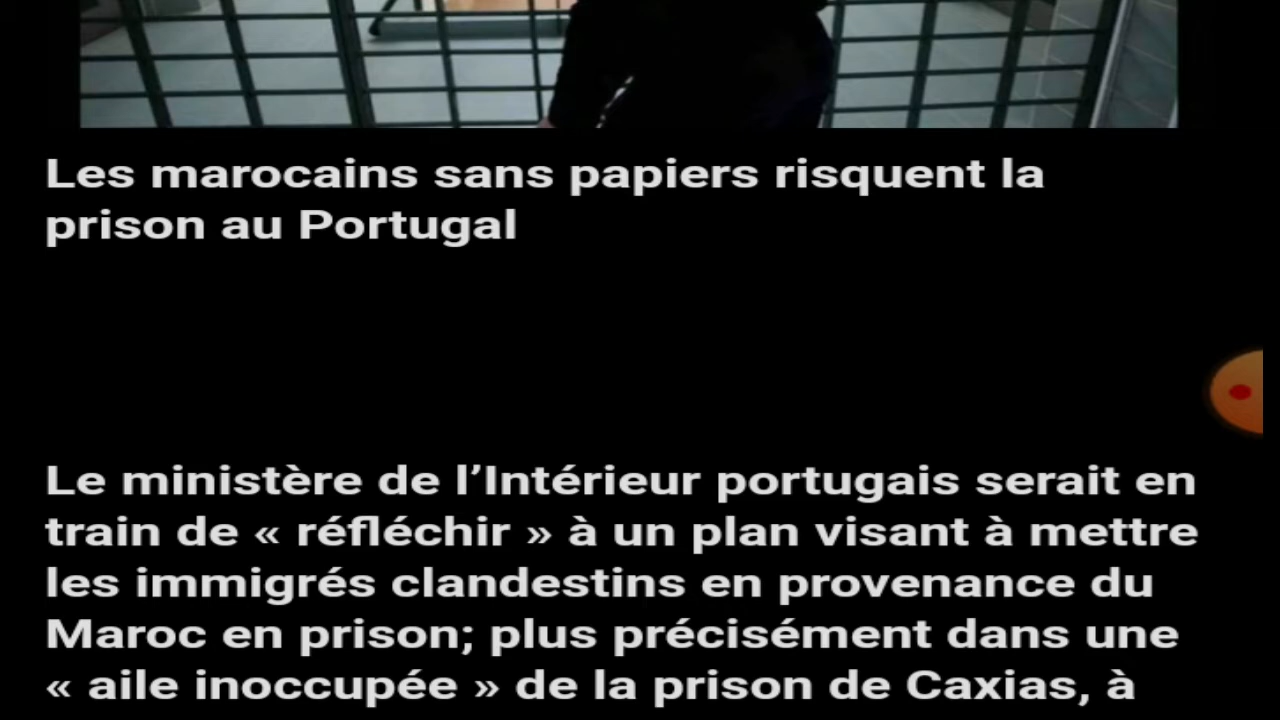 Les marocains sans papiers risquent la
prison au Portugal
Le ministère de l’Intérieur portugais serait en
train de « réfléchir » à un plan visant à mettre
les immigrés clandestins en provenance du
Maroc en prison; plus précisément dans une
« aile inoccupée » de la prison de Caxias, à